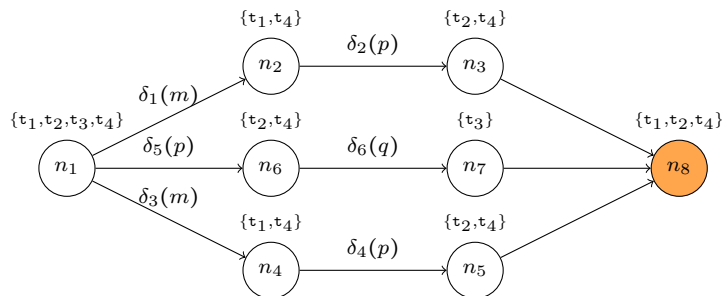 {t₁,t₄}
{t₂,t₄}
δ₂(p)
n₂
n₃
δ₁(m)
{t₁,t₂,t₃,t₄}
{t₂,t₄}
{t₃}
{t₁,t₂,t₄}
δ₅(p)
δ₆(q)
n₁
n₆
n₇
n₈
δ₃(m)
{t₁,t₄}
{t₂,t₄}
δ₄(p)
n₄
n₅